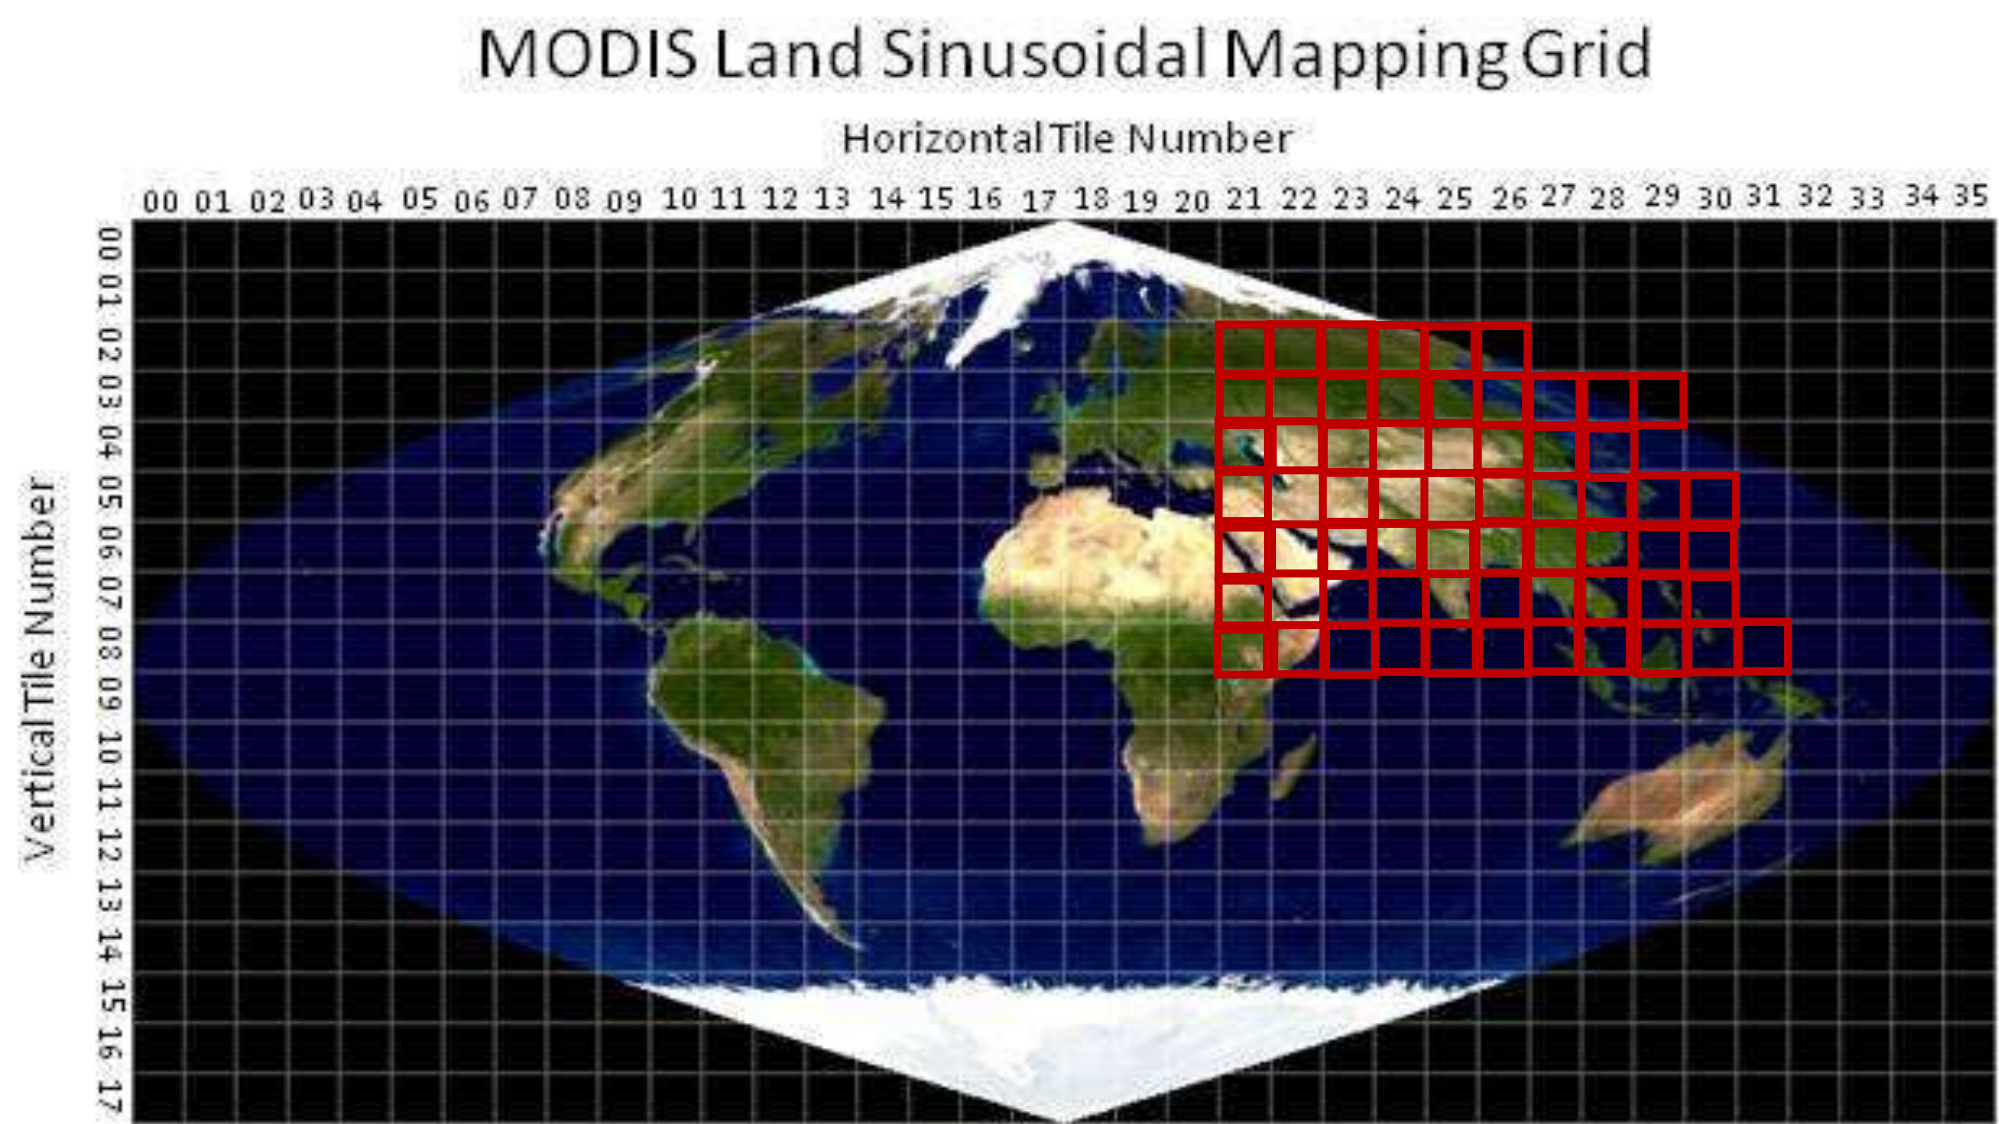 MODIS Land Sinusoidal Mapping Grid
Horizontal Tile Number
00 01 02 03 04 05 06 07 08 09 10 11 12 13 14 15 16 17 18 19 20 21 22 23 24 25 26 27 28 29 30 31 32 33 34 35
Vertical Tile Number
00 01 02 03 04 05 06 07 08 09 10 11 12 13 14 15 16 17